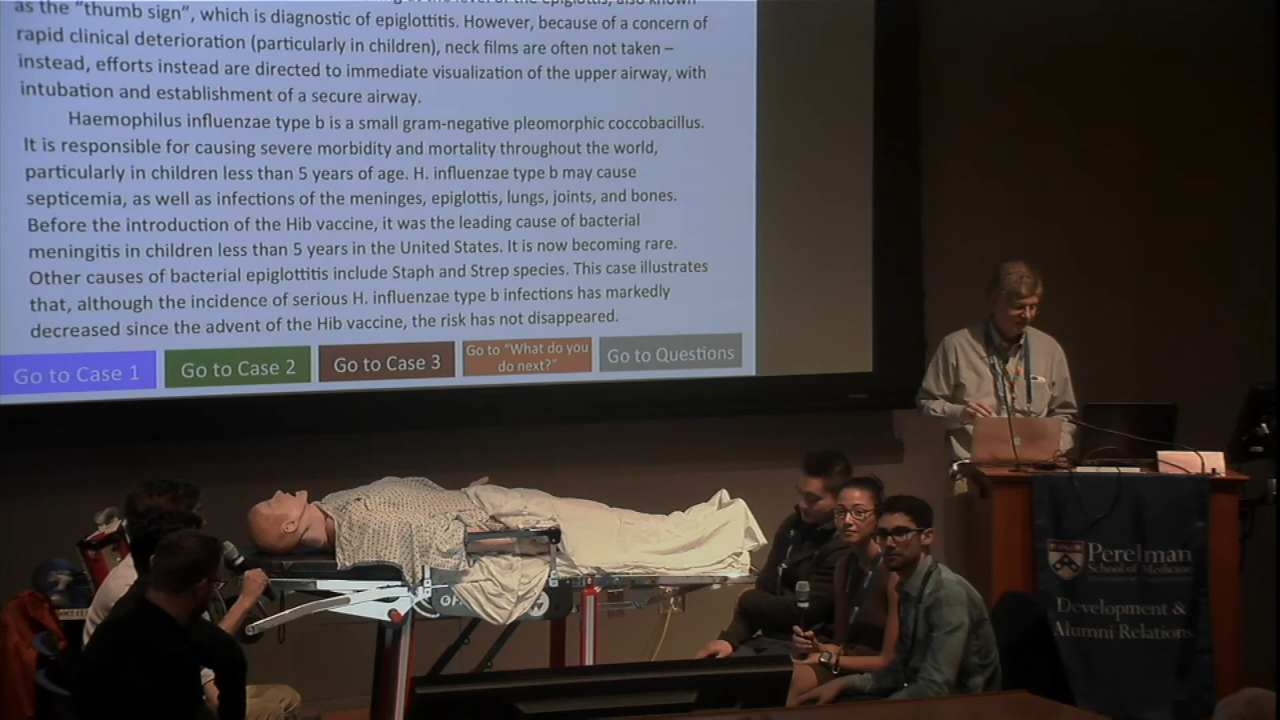 as the “thumb sign”, which is diagnostic of epiglottitis. However, because of a concern of
rapid clinical deterioration (particularly in children), neck films are often not taken –
instead, efforts instead are directed to immediate visualization of the upper airway, with
intubation and establishment of a secure airway.
Haemophilus influenzae type b is a small gram-negative pleomorphic coccobacillus.
It is responsible for causing severe morbidity and mortality throughout the world,
particularly in children less than 5 years of age. H. influenzae type b may cause
septicemia, as well as infections of the meninges, epiglottis, lungs, joints, and bones.
Before the introduction of the Hib vaccine, it was the leading cause of bacterial
meningitis in children less than 5 years in the United States. It is now becoming rare.
Other causes of bacterial epiglottitis include Staph and Strep species. This case illustrates
that, although the incidence of serious H. influenzae type b infections has markedly
decreased since the advent of the Hib vaccine, the risk has not disappeared.
Go to Case 1
Go to Case 2
Go to Case 3
Go to “What do you
do next?”
Go to Questions
Perelman
School of Medicine
Development &
Alumni Relations